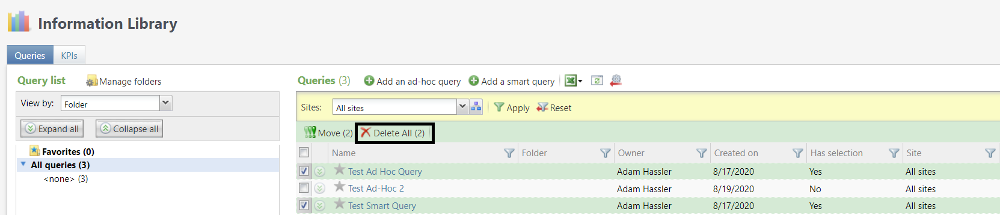 Information Library
Queries KPIs
Query list Manage folders
View by: Folder
Expand all Collapse all
Favorites (0)
All queries (3)
<none> (3)
Queries (3) Add an ad-hoc query Add a smart query
Sites: All sites Apply Reset
Move (2) Delete All (2)
Name Folder Owner Created on Has selection Site
Test Ad Hoc Query Adam Hassler 8/17/2020 Yes All sites
Test Ad-Hoc 2 Adam Hassler 8/19/2020 No All sites
Test Smart Query Adam Hassler 8/17/2020 Yes All sites